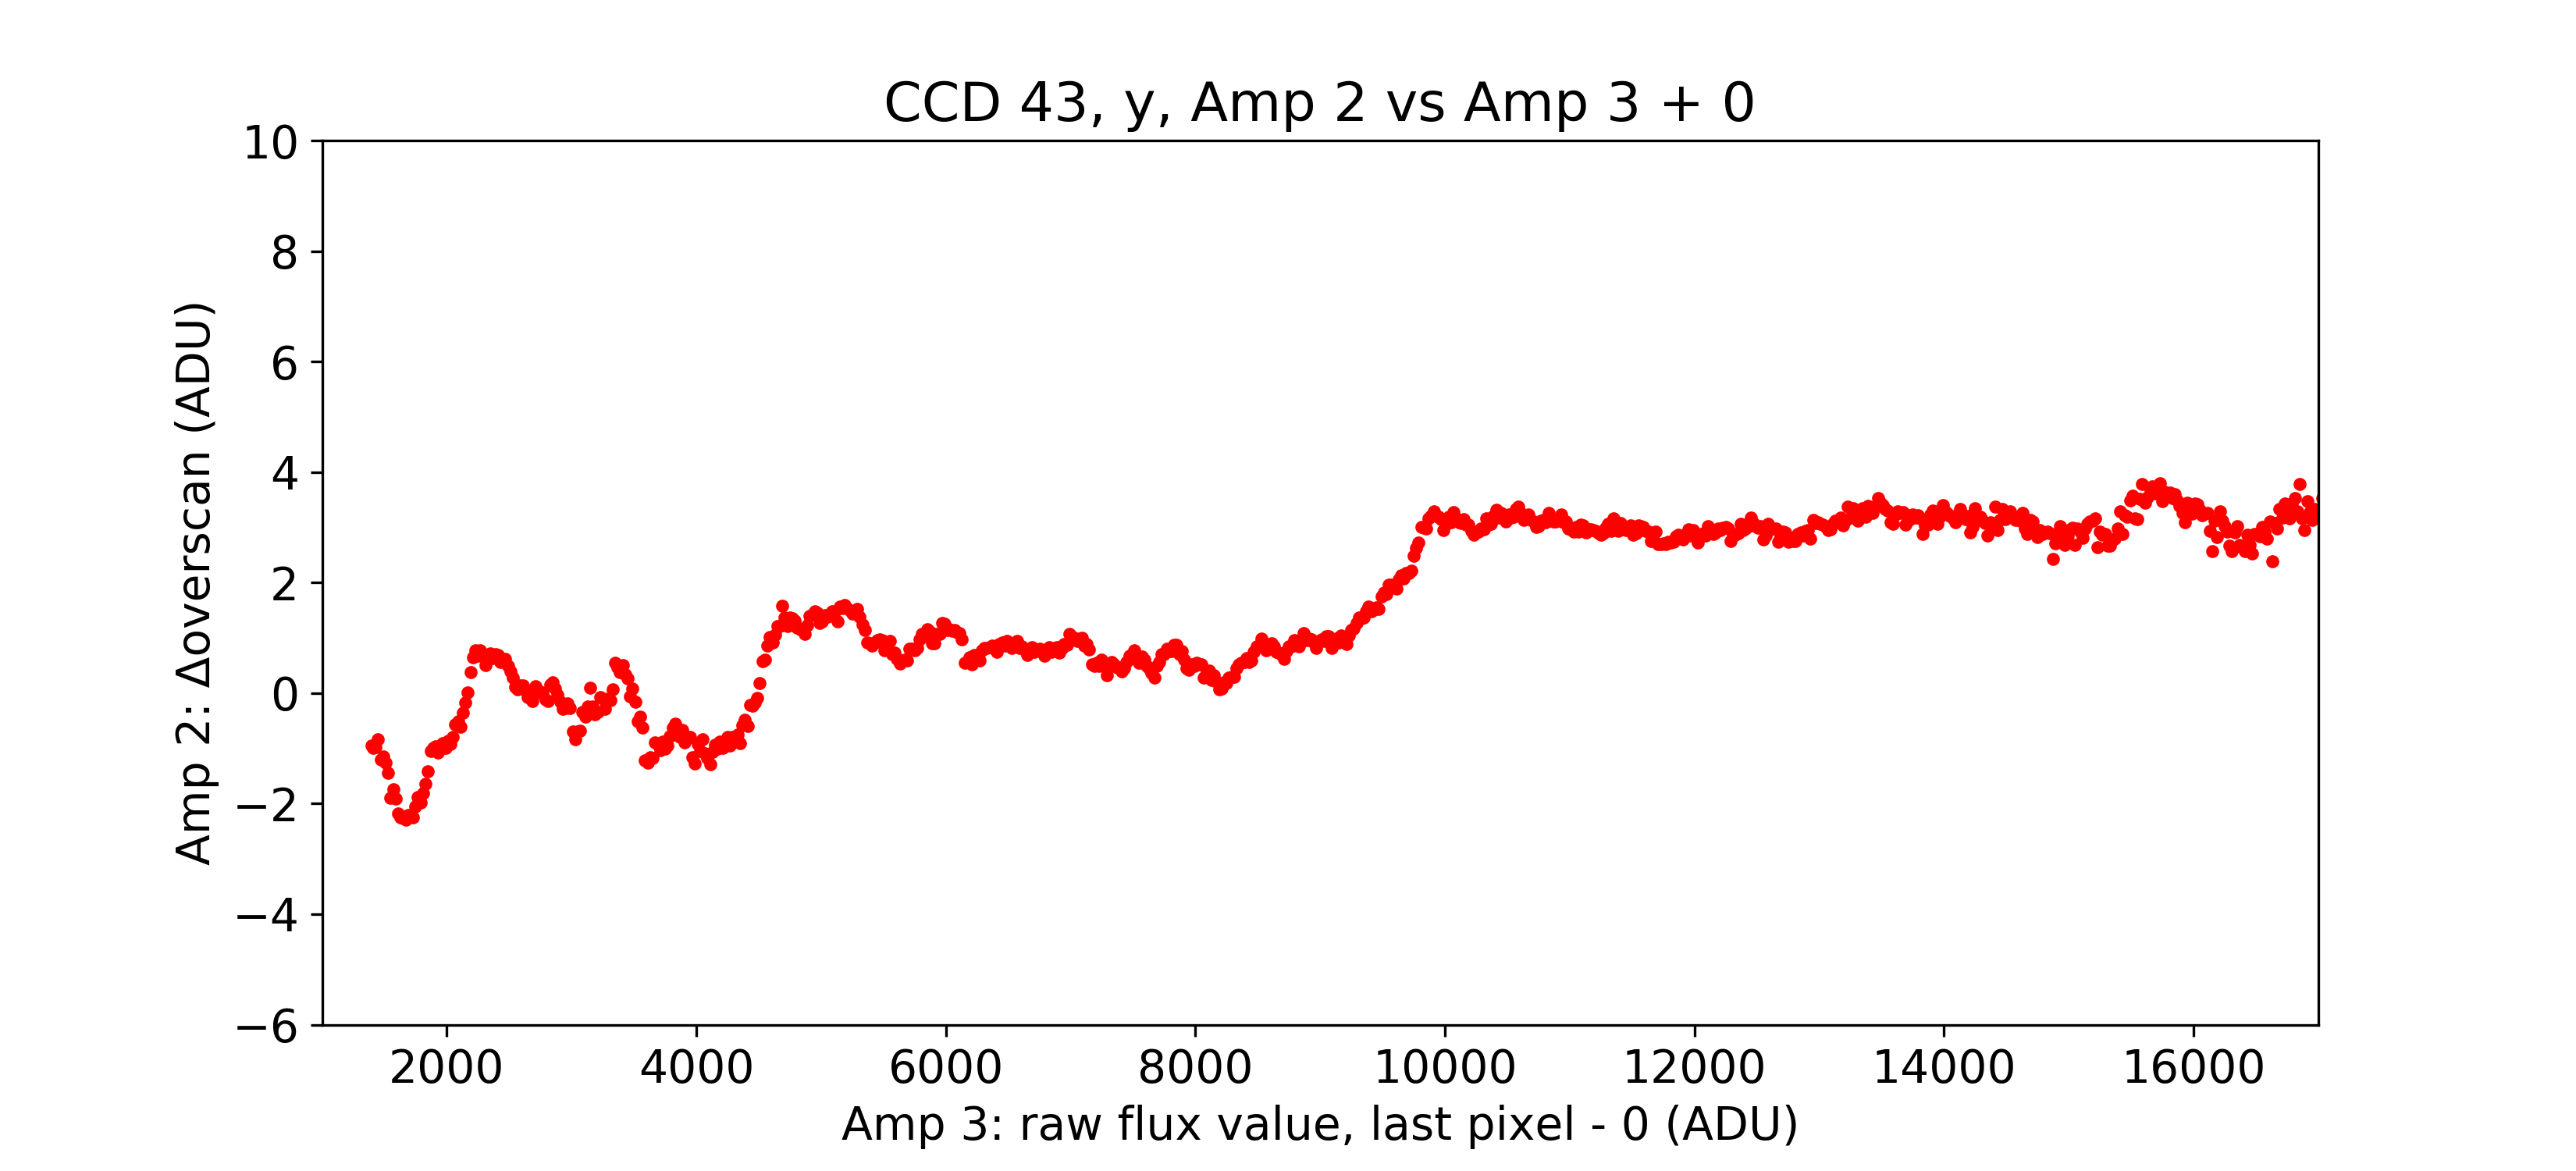 CCD 43, y, Amp 2 vs Amp 3 + 0
10
8
6
4
2
0
−2
−4
−6
Amp 2: Δoverscan (ADU)
2000 4000 6000 8000 10000 12000 14000 16000
Amp 3: raw flux value, last pixel - 0 (ADU)